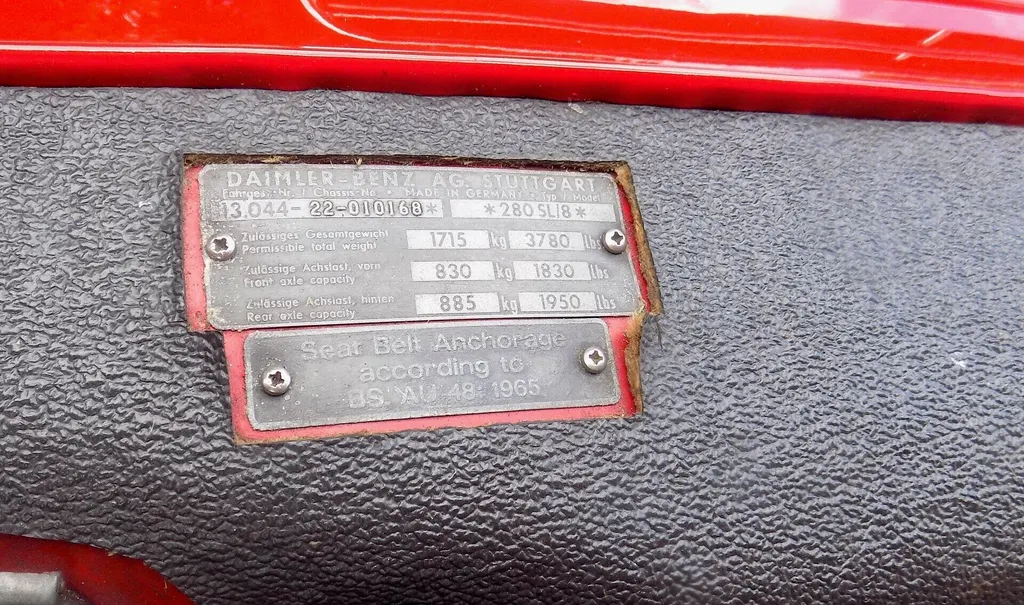 DAIMLER-BENZ AG. STUTTGART
Fahrges.-Nr. / Chassis-No. • MADE IN GERMANY • Typ / Model
13.044-22-010168* *280 SL/8*
Zulässiges Gesamtgewicht
Permissible total weight
1715 kg 3780 lbs
Zulässige Achslast, vorn
Front axle capacity
830 kg 1830 lbs
Zulässige Achslast, hinten
Rear axle capacity
885 kg 1950 lbs
Seat Belt Anchorage
according to
BS AU 48: 1965